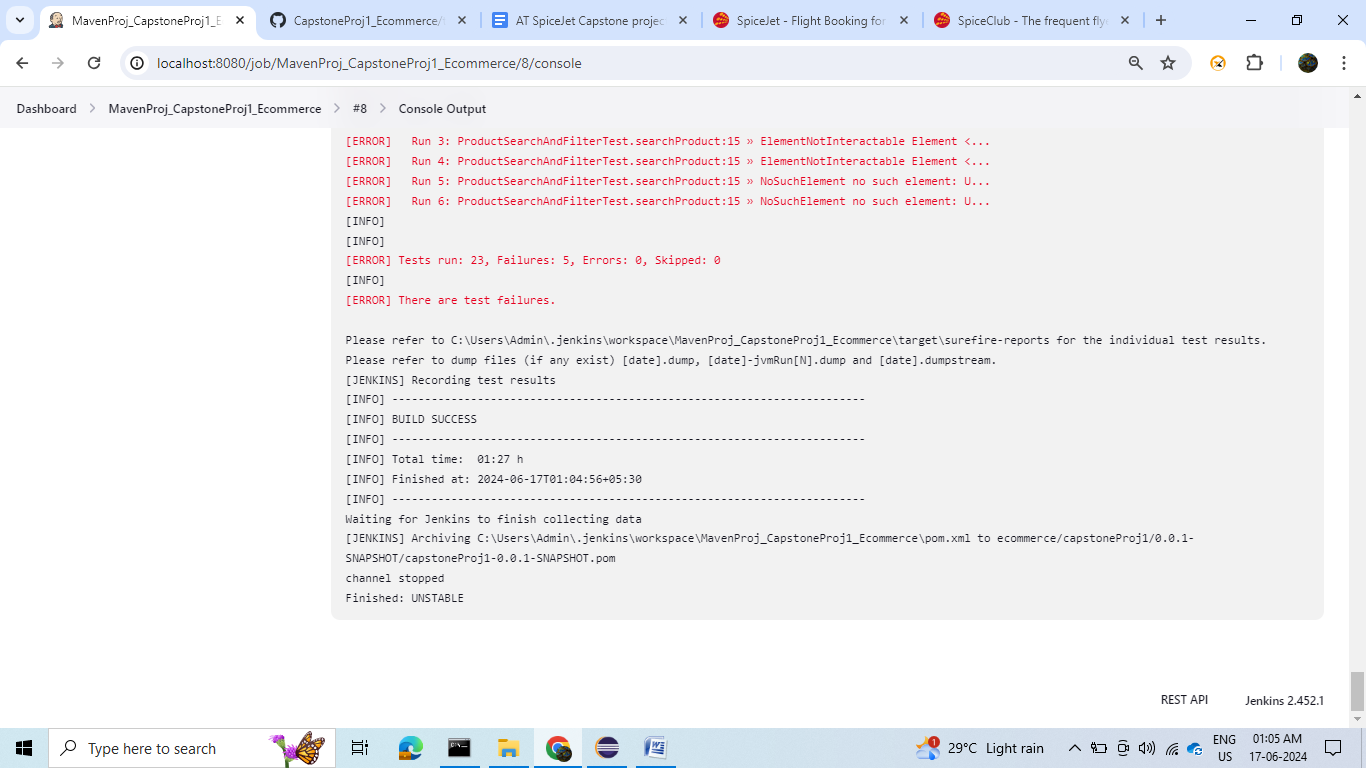 MavenProj_CapstoneProj1_E
CapstoneProj1_Ecommerce/
AT SpiceJet Capstone projec
SpiceJet - Flight Booking for
SpiceClub - The frequent fly
localhost:8080/job/MavenProj_CapstoneProj1_Ecommerce/8/console
Dashboard > MavenProj_CapstoneProj1_Ecommerce > #8 > Console Output
[ERROR]   Run 3: ProductSearchAndFilterTest.searchProduct:15 » ElementNotInteractable Element <...
[ERROR]   Run 4: ProductSearchAndFilterTest.searchProduct:15 » ElementNotInteractable Element <...
[ERROR]   Run 5: ProductSearchAndFilterTest.searchProduct:15 » NoSuchElement no such element: U...
[ERROR]   Run 6: ProductSearchAndFilterTest.searchProduct:15 » NoSuchElement no such element: U...
[INFO]
[INFO]
[ERROR] Tests run: 23, Failures: 5, Errors: 0, Skipped: 0
[INFO]
[ERROR] There are test failures.
Please refer to C:\Users\Admin\.jenkins\workspace\MavenProj_CapstoneProj1_Ecommerce\target\surefire-reports for the individual test results.
Please refer to dump files (if any exist) [date].dump, [date]-jvmRun[N].dump and [date].dumpstream.
[JENKINS] Recording test results
[INFO] ------------------------------------------------------------------------
[INFO] BUILD SUCCESS
[INFO] ------------------------------------------------------------------------
[INFO] Total time:  01:27 h
[INFO] Finished at: 2024-06-17T01:04:56+05:30
[INFO] ------------------------------------------------------------------------
Waiting for Jenkins to finish collecting data
[JENKINS] Archiving C:\Users\Admin\.jenkins\workspace\MavenProj_CapstoneProj1_Ecommerce\pom.xml to ecommerce/capstoneProj1/0.0.1-
SNAPSHOT/capstoneProj1-0.0.1-SNAPSHOT.pom
channel stopped
Finished: UNSTABLE
REST API
Jenkins 2.452.1
Type here to search
1
29°C Light rain
ENG
US
01:05 AM
17-06-2024